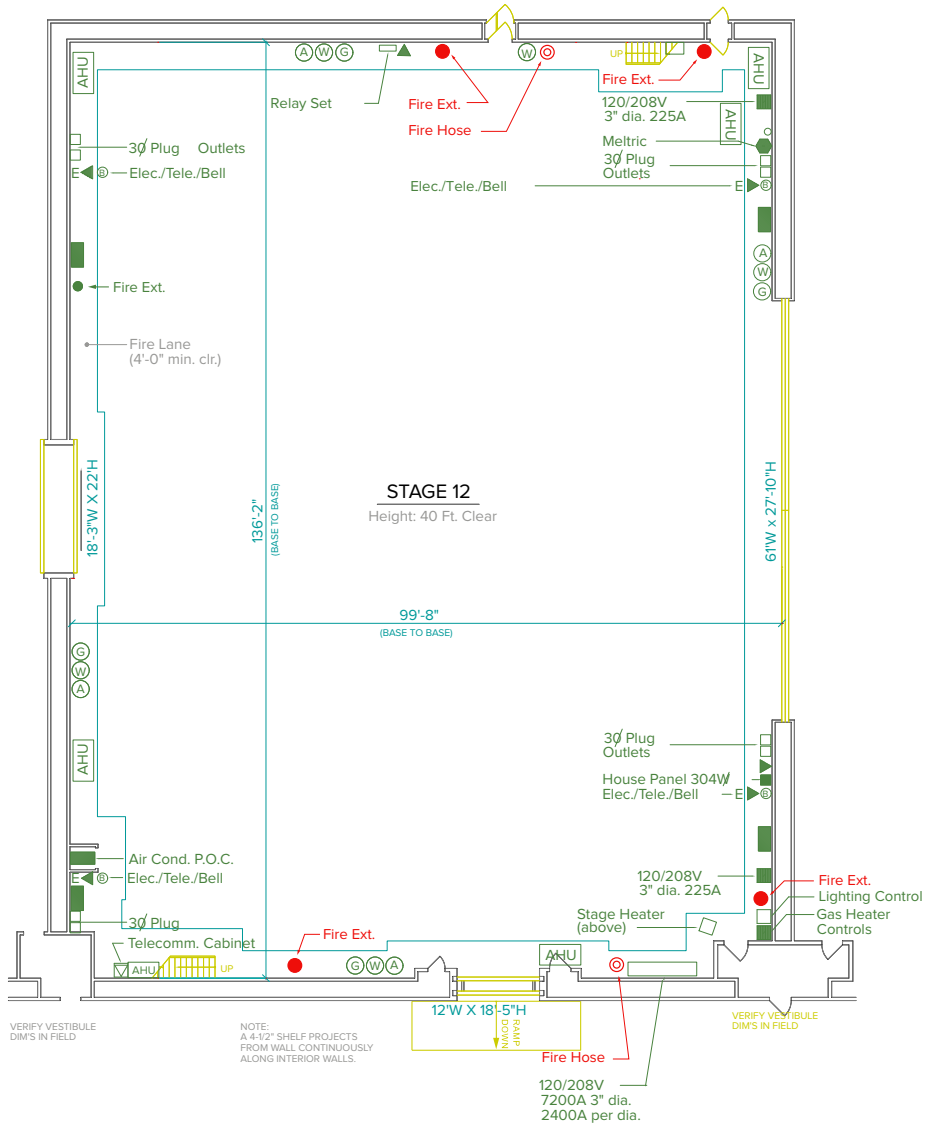 A W G
W
UP
AHU
AHU
Fire Ext.
Relay Set
Fire Ext.
120/208V
3" dia. 225A
AHU
Fire Hose
Meltric
30⁄ Plug Outlets
30⁄ Plug
Outlets
E B Elec./Tele./Bell
Elec./Tele./Bell E B
A
W
G
Fire Ext.
Fire Lane
(4'-0" min. clr.)
18'-3"W X 22'H
136'-2"
(BASE TO BASE)
STAGE 12
Height: 40 Ft. Clear
61'W x 27'-10"H
99'-8"
(BASE TO BASE)
G
W
A
AHU
30⁄ Plug
Outlets
House Panel 304W
Elec./Tele./Bell E B
Air Cond. P.O.C.
E B Elec./Tele./Bell
120/208V
3" dia. 225A
Fire Ext.
Lighting Control
Gas Heater
Controls
30⁄ Plug
Telecomm. Cabinet
Stage Heater
(above)
Fire Ext.
AHU UP
G W A
AHU
12'W X 18'-5"H
RAMP
DOWN
VERIFY VESTIBULE
DIM'S IN FIELD
NOTE:
A 4-1/2" SHELF PROJECTS
FROM WALL CONTINUOUSLY
ALONG INTERIOR WALLS.
VERIFY VESTIBULE
DIM'S IN FIELD
Fire Hose
120/208V
7200A 3" dia.
2400A per dia.